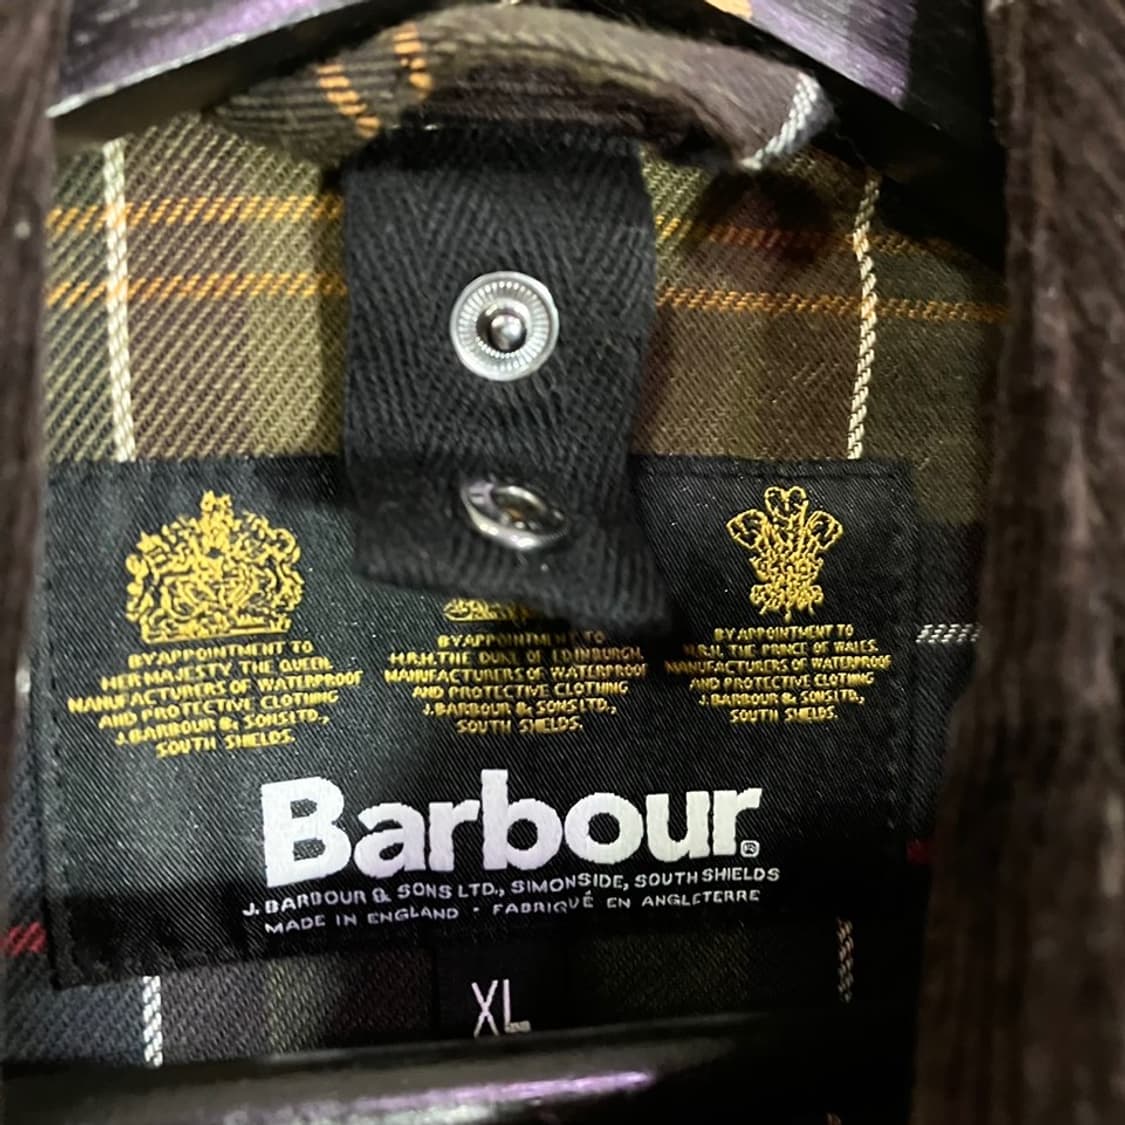 BY APPOINTMENT TO
HER MAJESTY THE QUEEN
MANUFACTURERS OF WATERPROOF
AND PROTECTIVE CLOTHING
J. BARBOUR & SONS LTD.,
SOUTH SHIELDS.
BY APPOINTMENT TO
H.R.H. THE DUKE OF EDINBURGH.
MANUFACTURERS OF WATERPROOF
AND PROTECTIVE CLOTHING
J. BARBOUR & SONS LTD.,
SOUTH SHIELDS.
BY APPOINTMENT TO
H.R.H. THE PRINCE OF WALES.
MANUFACTURERS OF WATERPROOF
AND PROTECTIVE CLOTHING
J. BARBOUR & SONS LTD.,
SOUTH SHIELDS.
Barbour®
J. BARBOUR & SONS LTD., SIMONSIDE, SOUTH SHIELDS
MADE IN ENGLAND · FABRIQUÉ EN ANGLETERRE
XL